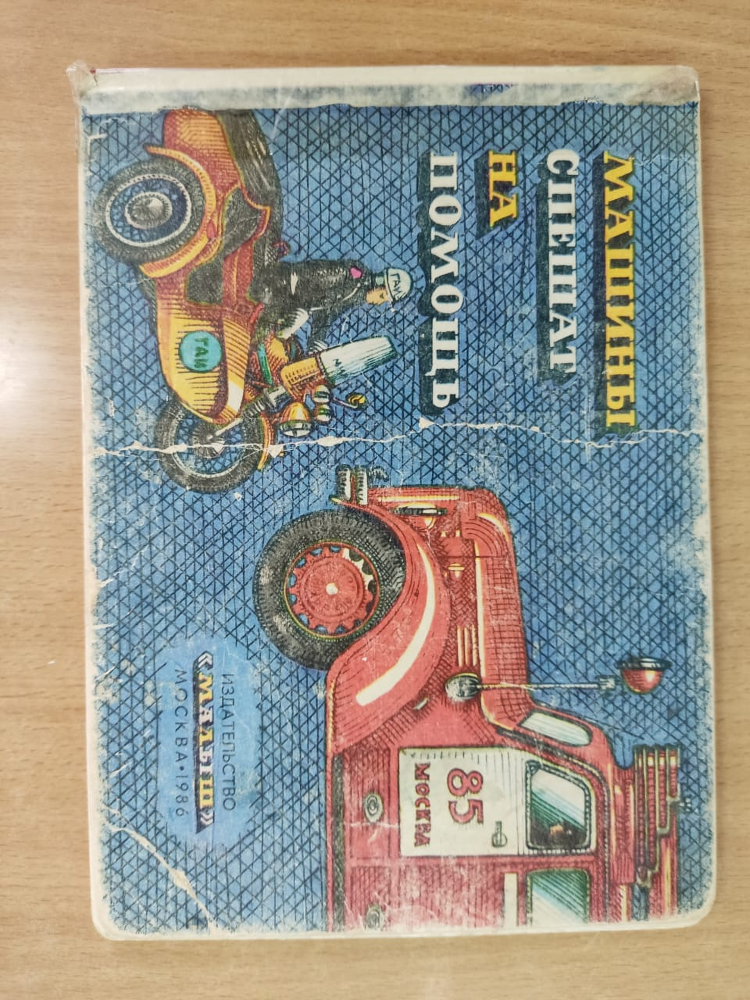 МАШИНЫ
СПЕШАТ
НА
ПОМОЩЬ
ГАИ
ГАИ
85
МОСКВА
ИЗДАТЕЛЬСТВО
«МАЛЫШ»
МОСКВА•1986